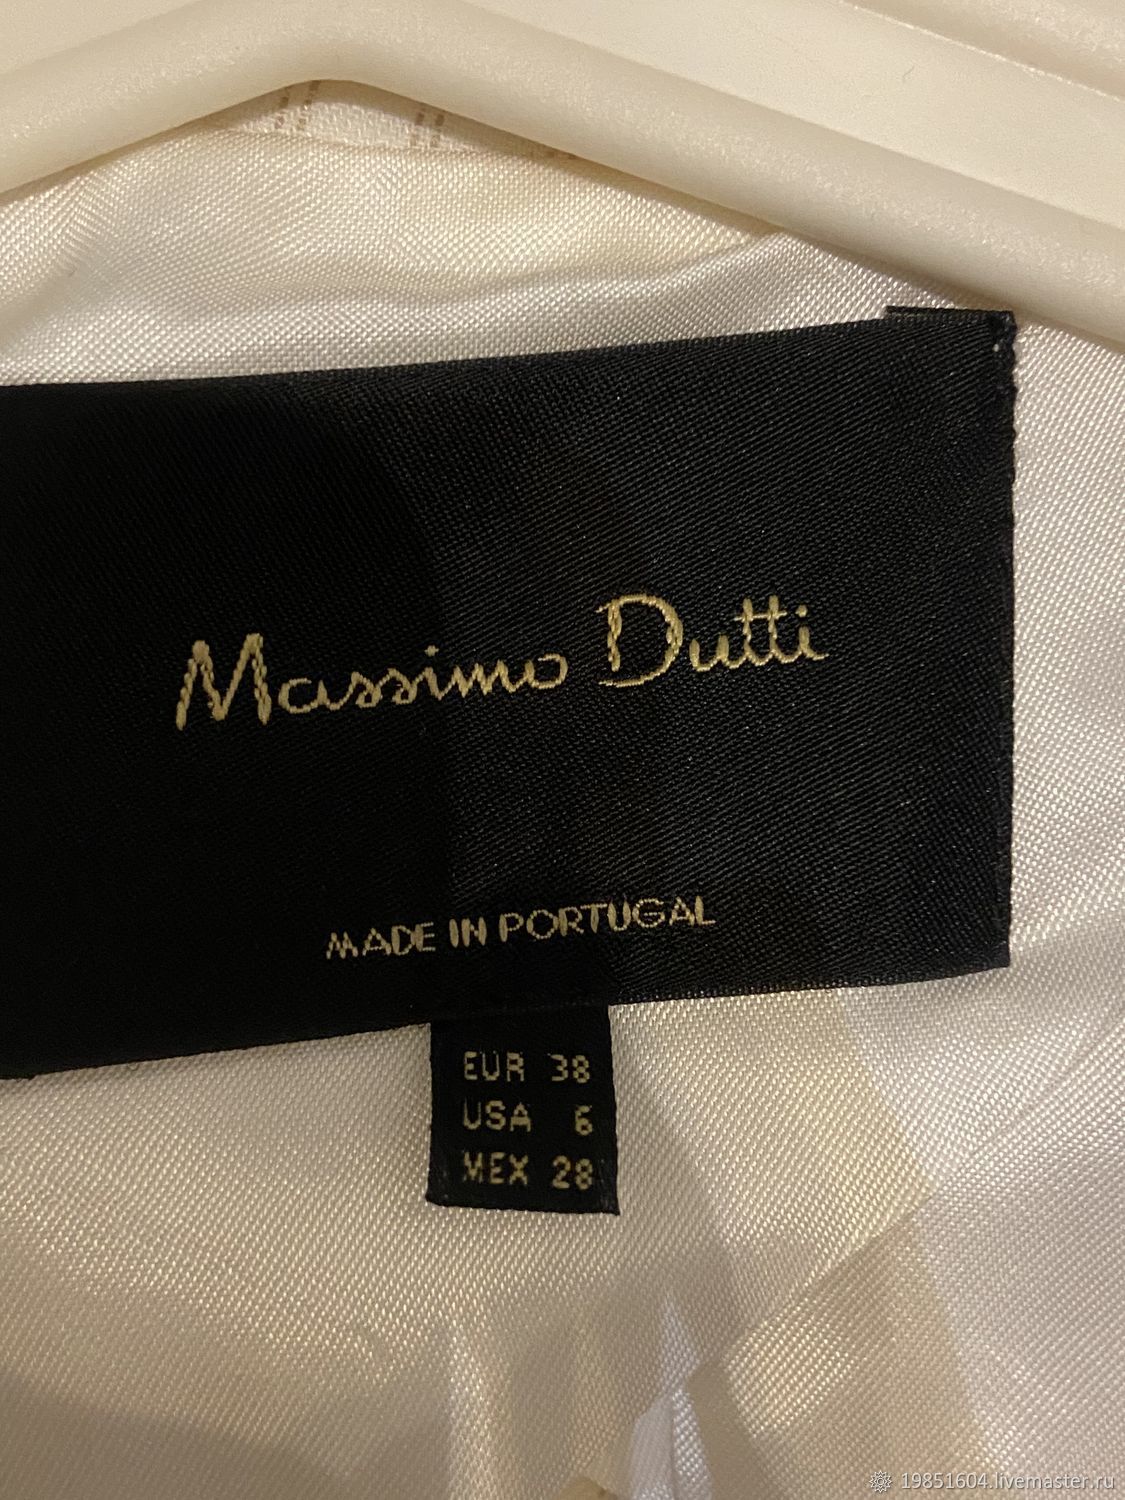 Massimo Dutti
MADE IN PORTUGAL
EUR 38
USA 6
MEX 28
19851604.livemaster.ru